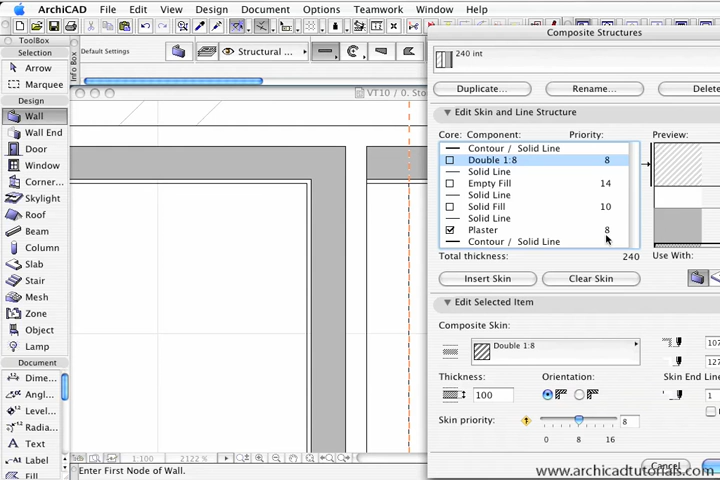 ArchiCAD File Edit View Design Document Options Teamwork Window Help
ToolBox
Selection
Arrow
Marquee
Design
Wall
Wall End
Door
Window
Corner...
Skylight
Roof
Beam
Column
Slab
Stair
Mesh
Zone
Object
Lamp
Document
Dime...
Angl...
Level...
Radia...
Text
Label
Fill
Info Box
Default Settings
Structural ...
VT10 / 0. Sto
Composite Structures
240 int
Duplicate... Rename... Delete
Edit Skin and Line Structure
Core: Component: Priority: Preview:
Contour / Solid Line
Double 1:8 8
Solid Line
Empty Fill 14
Solid Line
Solid Fill 10
Solid Line
Plaster 8
Contour / Solid Line
Total thickness: 240 Use With:
Insert Skin Clear Skin
Edit Selected Item
Composite Skin:
Double 1:8
107
127
Thickness: Orientation: Skin End Line
100
1
Skin priority: 8
0 8 16
Cancel
1:100 2122 %
Enter First Node of Wall.
www.archicadtutorials.com